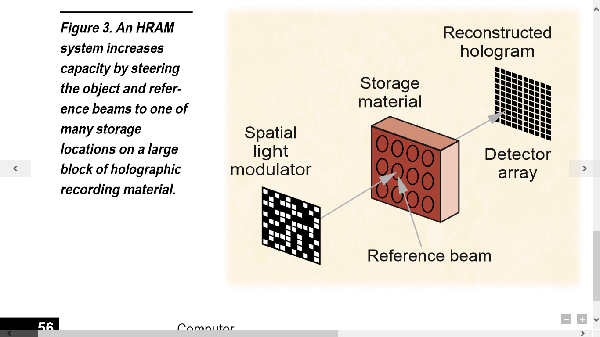 Figure 3. An HRAM
system increases
capacity by steering
the object and refer-
ence beams to one of
many storage
locations on a large
block of holographic
recording material.
Reconstructed
hologram
Storage
material
Spatial
light
modulator
Detector
array
Reference beam
56
Computer